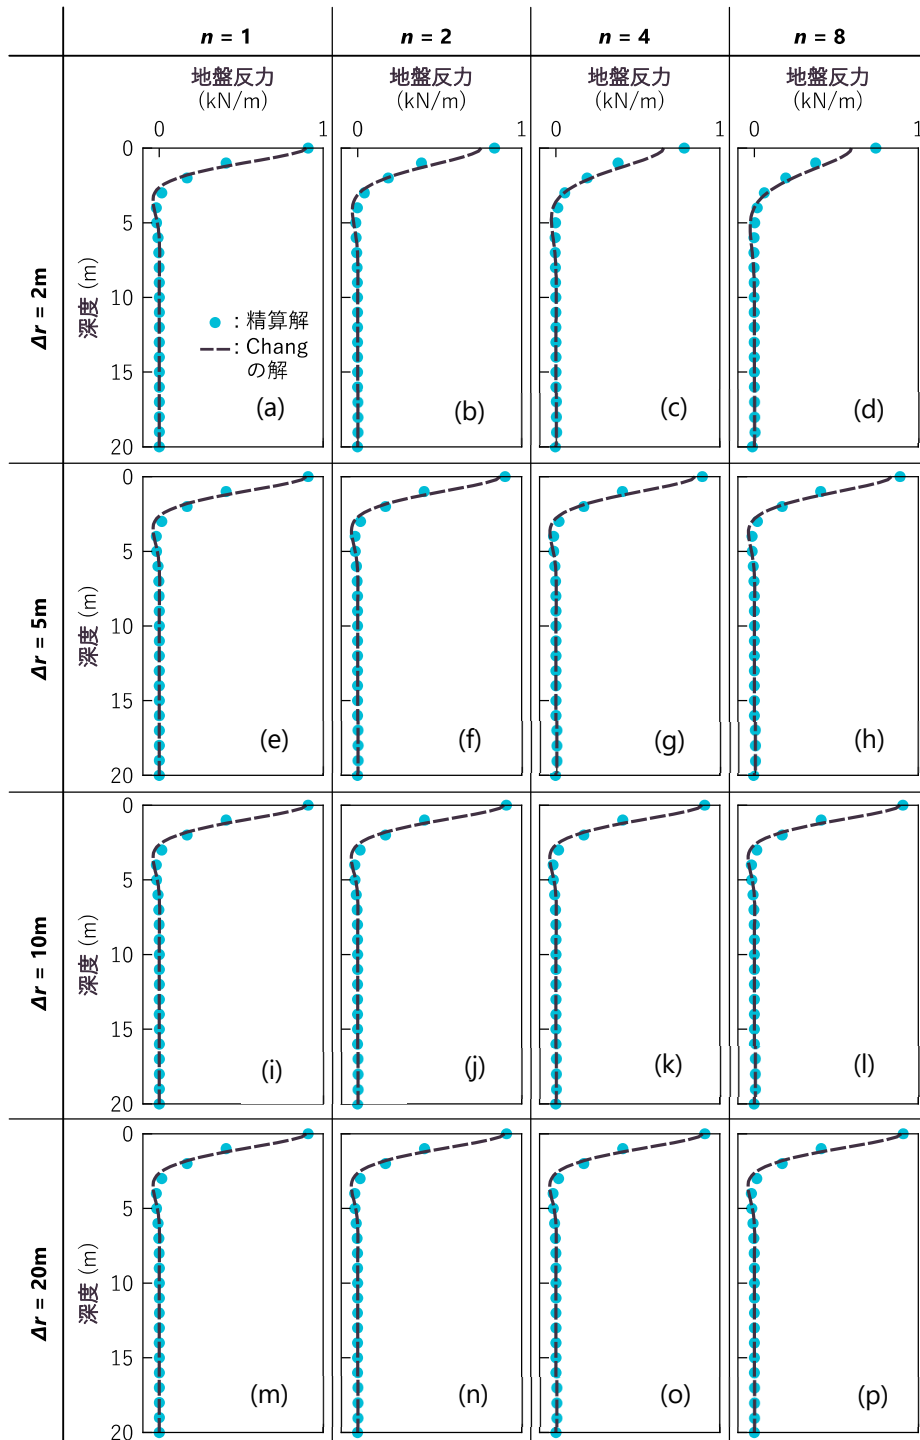 n = 1
n = 2
n = 4
n = 8
地盤反力
(kN/m)
地盤反力
(kN/m)
地盤反力
(kN/m)
地盤反力
(kN/m)
0 1
0 1
0 1
0 1
Δr = 2m
深度 (m)
0
5
10
15
20
: 精算解
: Chang
の解
(a)
(b)
(c)
(d)
Δr = 5m
深度 (m)
0
5
10
15
20
(e)
(f)
(g)
(h)
Δr = 10m
深度 (m)
0
5
10
15
20
(i)
(j)
(k)
(l)
Δr = 20m
深度 (m)
0
5
10
15
20
(m)
(n)
(o)
(p)